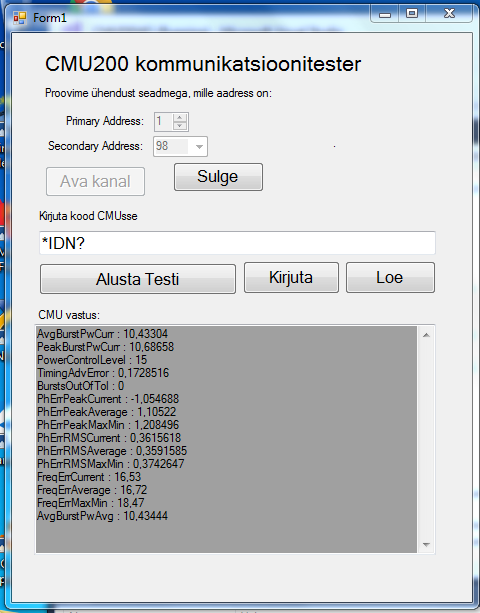 Form1
CMU200 kommunikatsioonitester
Proovime ühendust seadmega, mille aadress on:
Primary Address: 1
Secondary Address: 98
Ava kanal Sulge
Kirjuta kood CMUsse
*IDN?
Alusta Testi Kirjuta Loe
CMU vastus:
AvgBurstPwCurr : 10,43304
PeakBurstPwCurr : 10,68658
PowerControlLevel : 15
TimingAdvError : 0,1728516
BurstsOutOfTol : 0
PhErrPeakCurrent : -1,054688
PhErrPeakAverage : 1,10522
PhErrPeakMaxMin : 1,208496
PhErrRMSCurrent : 0,3615618
PhErrRMSAverage : 0,3591585
PhErrRMSMaxMin : 0,3742647
FreqErrCurrent : 16,53
FreqErrAverage : 16,72
FreqErrMaxMin : 18,47
AvgBurstPwAvg : 10,43444